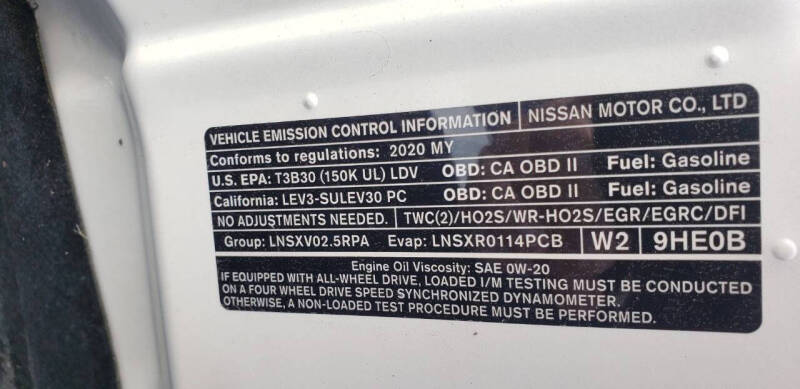 VEHICLE EMISSION CONTROL INFORMATION NISSAN MOTOR CO., LTD
Conforms to regulations: 2020 MY
U.S. EPA: T3B30 (150K UL) LDV OBD: CA OBD II Fuel: Gasoline
California: LEV3-SULEV30 PC OBD: CA OBD II Fuel: Gasoline
NO ADJUSTMENTS NEEDED. TWC(2)/HO2S/WR-HO2S/EGR/EGRC/DFI
Group: LNSXV02.5RPA Evap: LNSXR0114PCB W2 9HE0B
Engine Oil Viscosity: SAE 0W-20
IF EQUIPPED WITH ALL-WHEEL DRIVE, LOADED I/M TESTING MUST BE CONDUCTED
ON A FOUR WHEEL DRIVE SPEED SYNCHRONIZED DYNAMOMETER.
OTHERWISE, A NON-LOADED TEST PROCEDURE MUST BE PERFORMED.